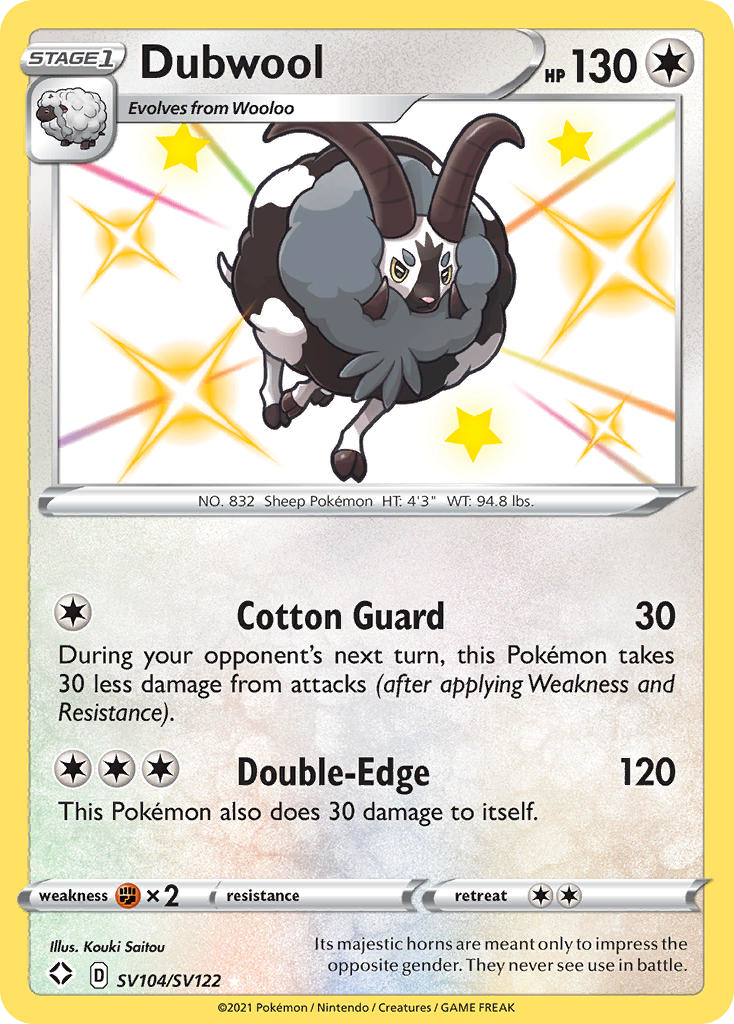 STAGE 1
Dubwool
HP 130
Evolves from Wooloo
NO. 832 Sheep Pokémon HT: 4'3" WT: 94.8 lbs.
Cotton Guard 30
During your opponent's next turn, this Pokémon takes
30 less damage from attacks (after applying Weakness and
Resistance).
Double-Edge 120
This Pokémon also does 30 damage to itself.
weakness ×2 resistance retreat
Illus. Kouki Saitou
Its majestic horns are meant only to impress the
opposite gender. They never see use in battle.
D SV104/SV122
©2021 Pokémon / Nintendo / Creatures / GAME FREAK